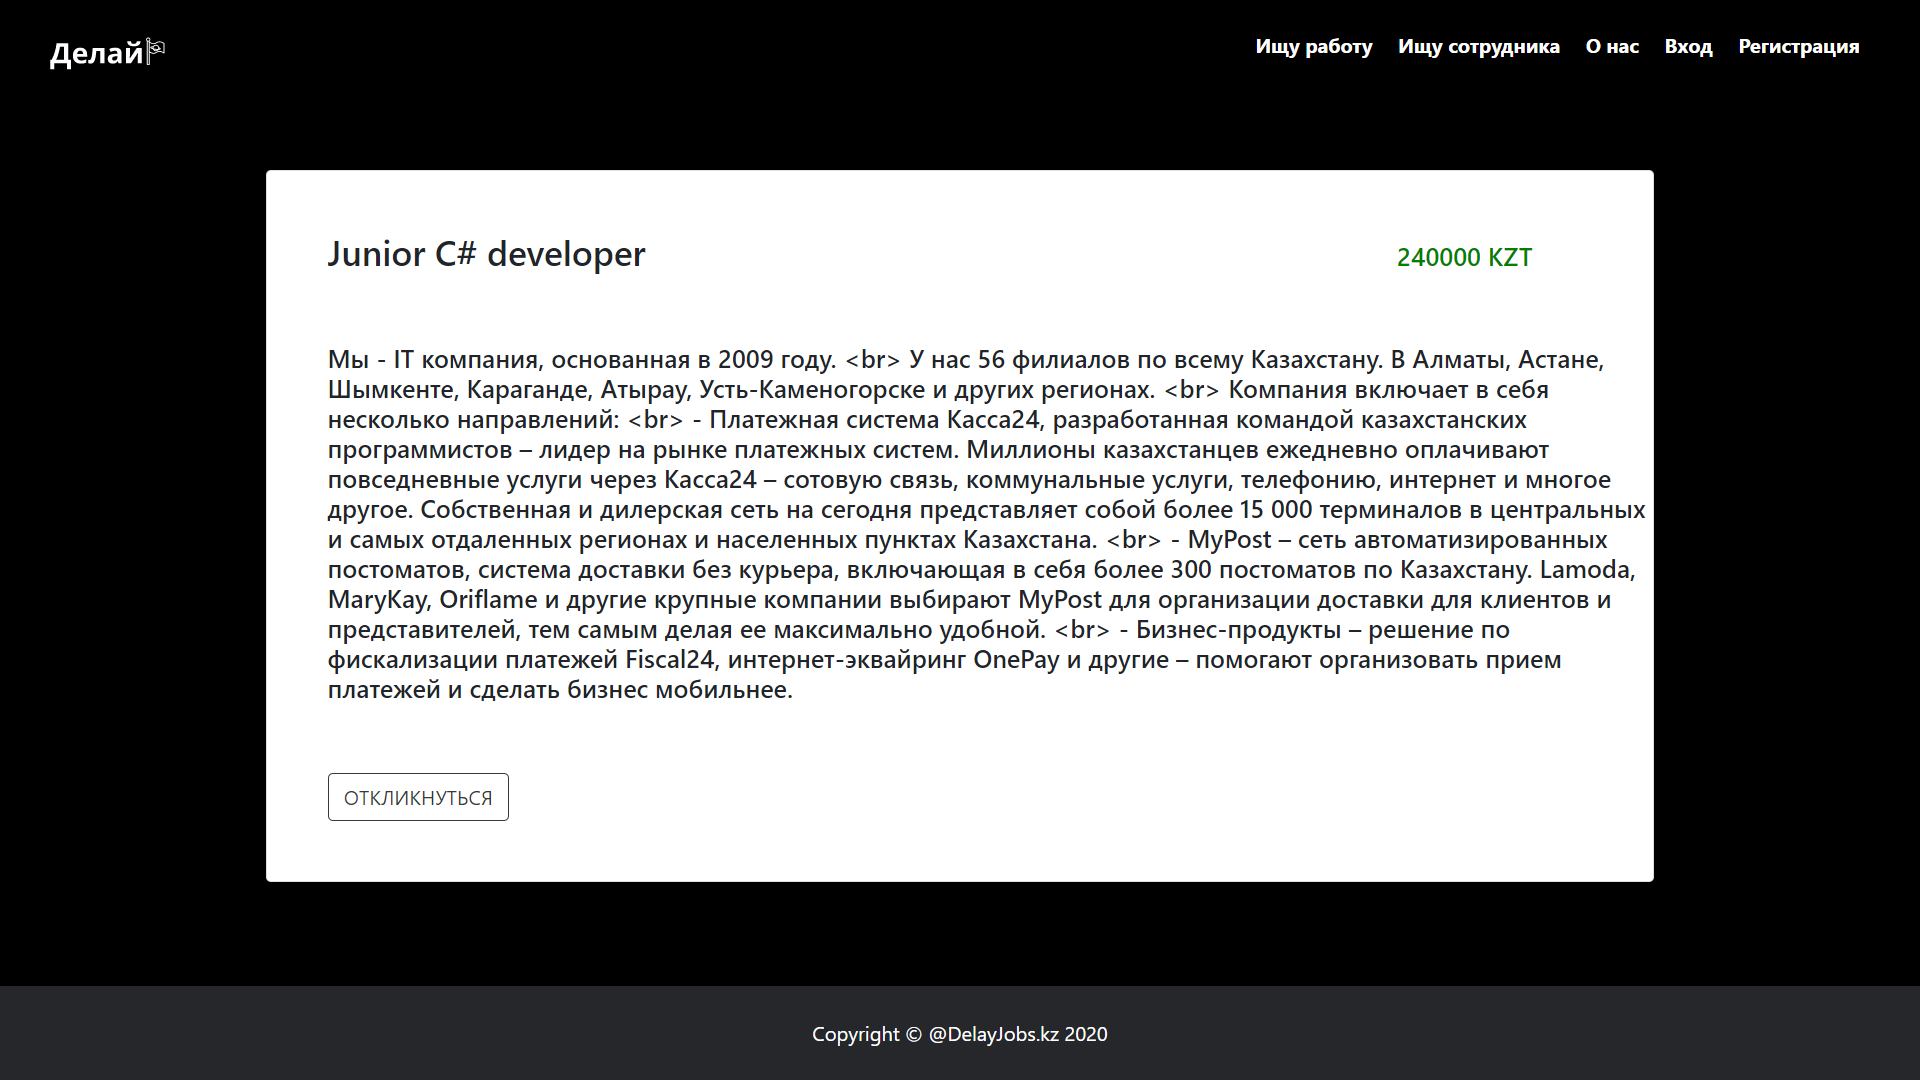 Делай
Ищу работу Ищу сотрудника О нас Вход Регистрация
Junior C# developer
240000 KZT
Мы - IT компания, основанная в 2009 году. <br> У нас 56 филиалов по всему Казахстану. В Алматы, Астане,
Шымкенте, Караганде, Атырау, Усть-Каменогорске и других регионах. <br> Компания включает в себя
несколько направлений: <br> - Платежная система Касса24, разработанная командой казахстанских
программистов – лидер на рынке платежных систем. Миллионы казахстанцев ежедневно оплачивают
повседневные услуги через Касса24 – сотовую связь, коммунальные услуги, телефонию, интернет и многое
другое. Собственная и дилерская сеть на сегодня представляет собой более 15 000 терминалов в центральных
и самых отдаленных регионах и населенных пунктах Казахстана. <br> - MyPost – сеть автоматизированных
постоматов, система доставки без курьера, включающая в себя более 300 постоматов по Казахстану. Lamoda,
MaryKay, Oriflame и другие крупные компании выбирают MyPost для организации доставки для клиентов и
представителей, тем самым делая ее максимально удобной. <br> - Бизнес-продукты – решение по
фискализации платежей Fiscal24, интернет-эквайринг OnePay и другие – помогают организовать прием
платежей и сделать бизнес мобильнее.
ОТКЛИКНУТЬСЯ
Copyright © @DelayJobs.kz 2020